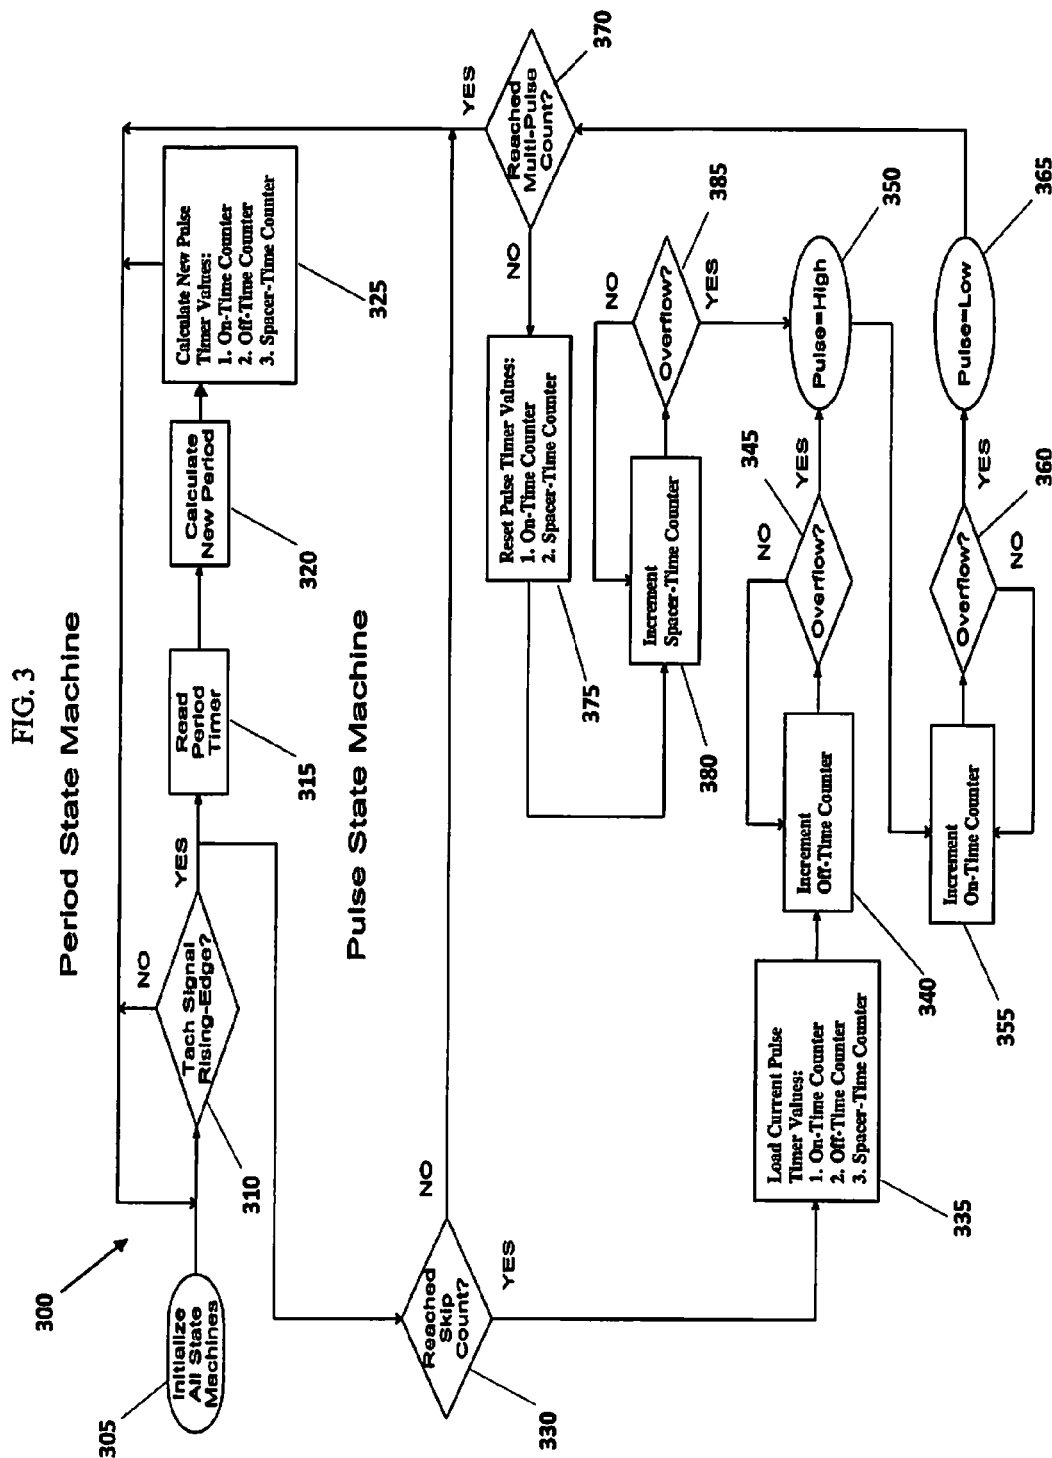 FIG. 3
Period State Machine
300
305
Initialize
All State
Machines
310
Tach Signal
Rising-Edge?
NO
YES
315
Read
Period
Timer
320
Calculate
New Period
325
Calculate New Pulse
Timer Values:
1. On-Time Counter
2. Off-Time Counter
3. Spacer-Time Counter
Pulse State Machine
330
Reached
Skip
Count?
NO
YES
335
Load Current Pulse
Timer Values:
1. On-Time Counter
2. Off-Time Counter
3. Spacer-Time Counter
340
Increment
Off-Time Counter
345
Overflow?
NO
YES
350
Pulse=High
355
Increment
On-Time Counter
360
Overflow?
NO
YES
365
Pulse=Low
370
Reached
Multi-Pulse
Count?
YES
NO
375
Reset Pulse Timer Values:
1. On-Time Counter
2. Spacer-Time Counter
380
Increment
Spacer-Time Counter
385
Overflow?
NO
YES